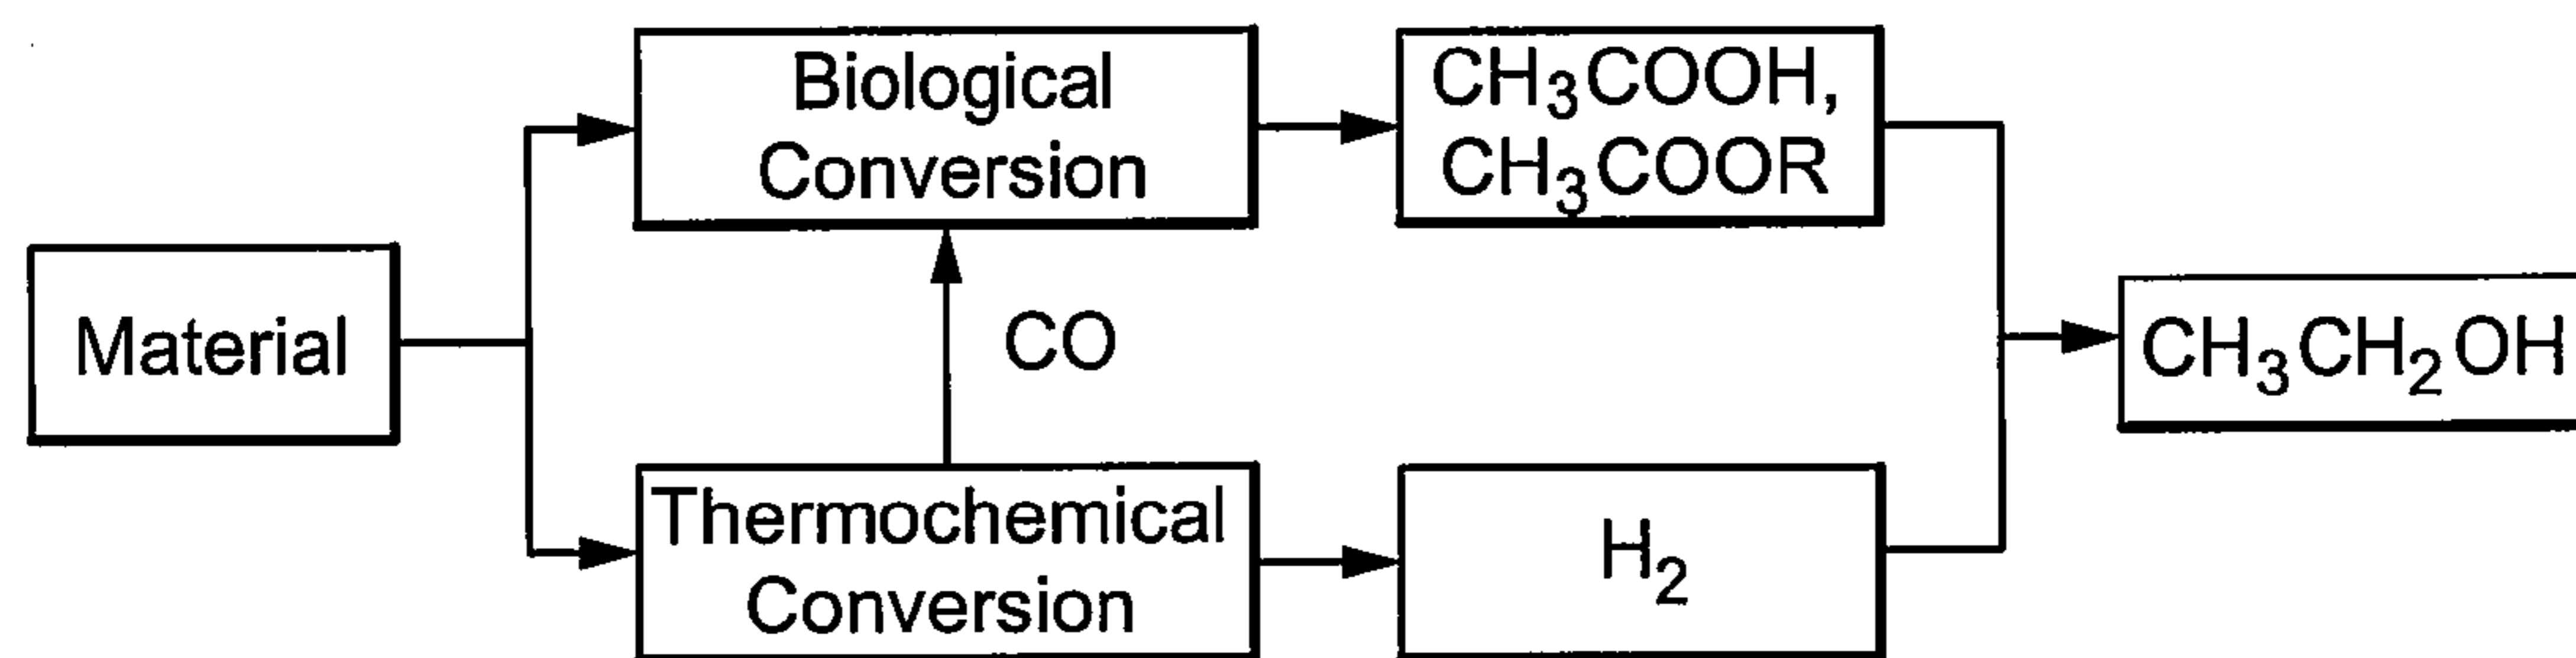 Biological
Conversion
CH₃COOH,
CH₃COOR
Material
CO
CH₃CH₂OH
Thermochemical
Conversion
H₂